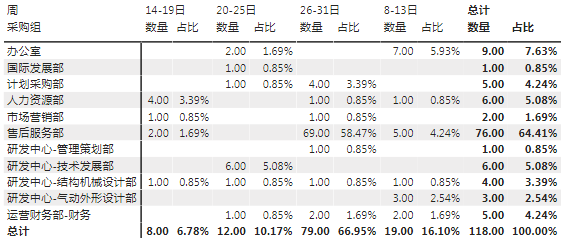 周 14-19日 20-25日 26-31日 8-13日 总计
采购组 数量 占比 数量 占比 数量 占比 数量 占比 数量 占比
办公室 2.00 1.69% 7.00 5.93% 9.00 7.63%
国际发展部 1.00 0.85% 1.00 0.85%
计划采购部 1.00 0.85% 4.00 3.39% 5.00 4.24%
人力资源部 4.00 3.39% 1.00 0.85% 1.00 0.85% 6.00 5.08%
市场营销部 1.00 0.85% 1.00 0.85% 2.00 1.69%
售后服务部 2.00 1.69% 69.00 58.47% 5.00 4.24% 76.00 64.41%
研发中心-管理策划部 1.00 0.85% 1.00 0.85%
研发中心-技术发展部 6.00 5.08% 6.00 5.08%
研发中心-结构机械设计部 1.00 0.85% 1.00 0.85% 1.00 0.85% 1.00 0.85% 4.00 3.39%
研发中心-气动外形设计部 3.00 2.54% 3.00 2.54%
运营财务部-财务 1.00 0.85% 2.00 1.69% 2.00 1.69% 5.00 4.24%
总计 8.00 6.78% 12.00 10.17% 79.00 66.95% 19.00 16.10% 118.00 100.00%